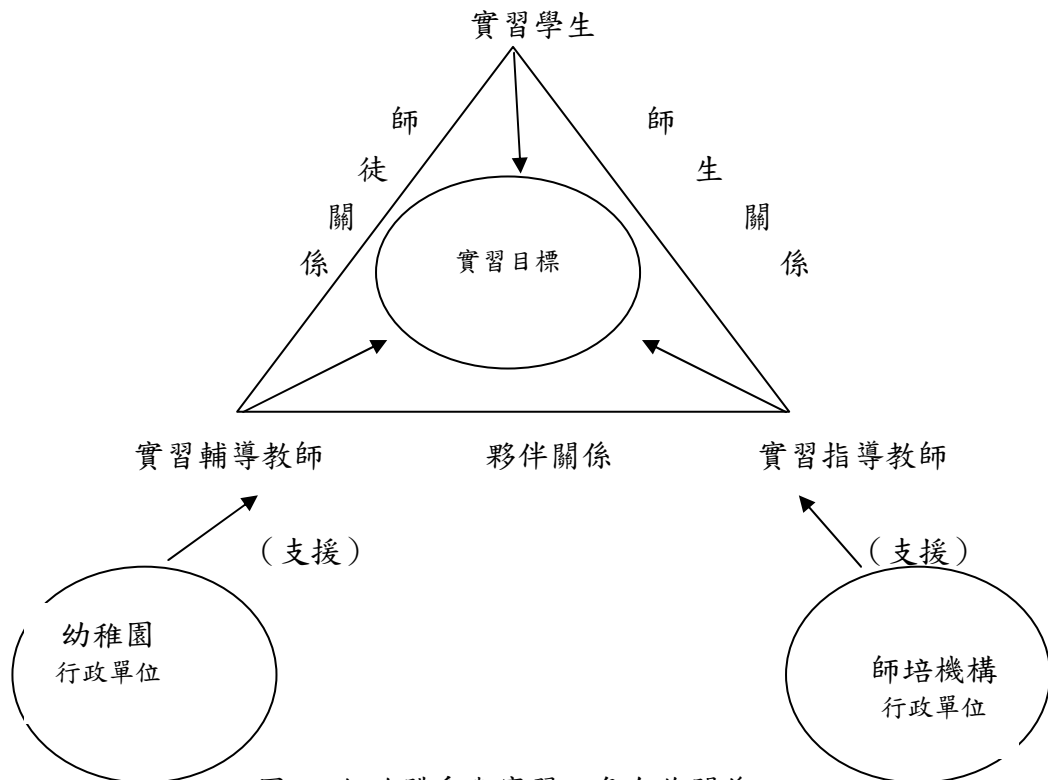 實習學生
師徒關係
師生關係
實習目標
實習輔導教師
夥伴關係
實習指導教師
（支援）
（支援）
幼稚園
行政單位
師培機構
行政單位